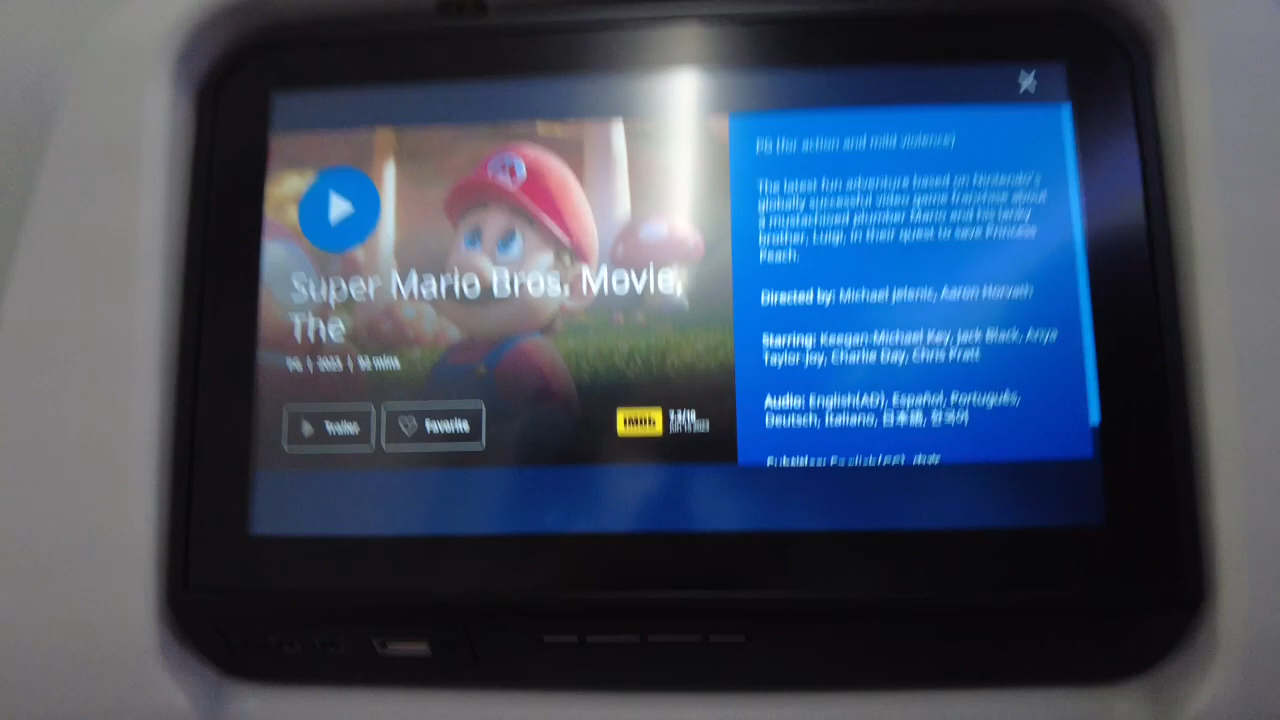 Super Mario Bros. Movie,
The
PG | 2023 | 92 mins
Trailer
Favorite
IMDb
PG (for action and mild violence)
The latest fun adventure based on Nintendo's
globally successful video game franchise about
a mustachioed plumber Mario and his lanky
brother, Luigi, in their quest to save Princess
Peach.
Directed by: Michael Jelenic, Aaron Horvath
Starring: Keegan-Michael Key, Jack Black, Anya
Taylor-Joy, Charlie Day, Chris Pratt
Audio: English(AD), Español, Português,
Deutsch, Italiano, 日本語, 한국어
Subtitles: